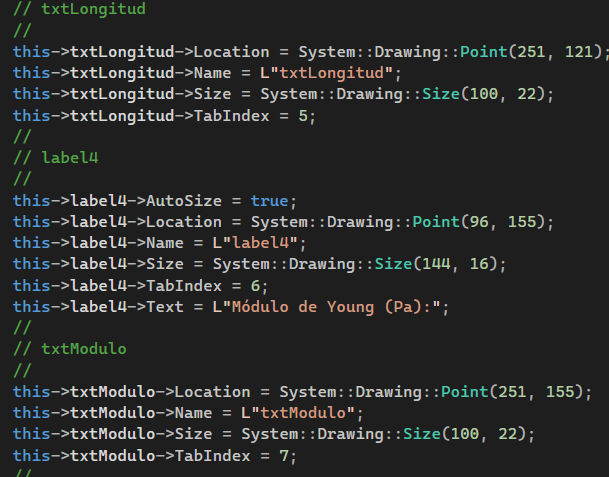 // txtLongitud
//
this->txtLongitud->Location = System::Drawing::Point(251, 121);
this->txtLongitud->Name = L"txtLongitud";
this->txtLongitud->Size = System::Drawing::Size(100, 22);
this->txtLongitud->TabIndex = 5;
//
// label4
//
this->label4->AutoSize = true;
this->label4->Location = System::Drawing::Point(96, 155);
this->label4->Name = L"label4";
this->label4->Size = System::Drawing::Size(144, 16);
this->label4->TabIndex = 6;
this->label4->Text = L"Módulo de Young (Pa):";
//
// txtModulo
//
this->txtModulo->Location = System::Drawing::Point(251, 155);
this->txtModulo->Name = L"txtModulo";
this->txtModulo->Size = System::Drawing::Size(100, 22);
this->txtModulo->TabIndex = 7;
//